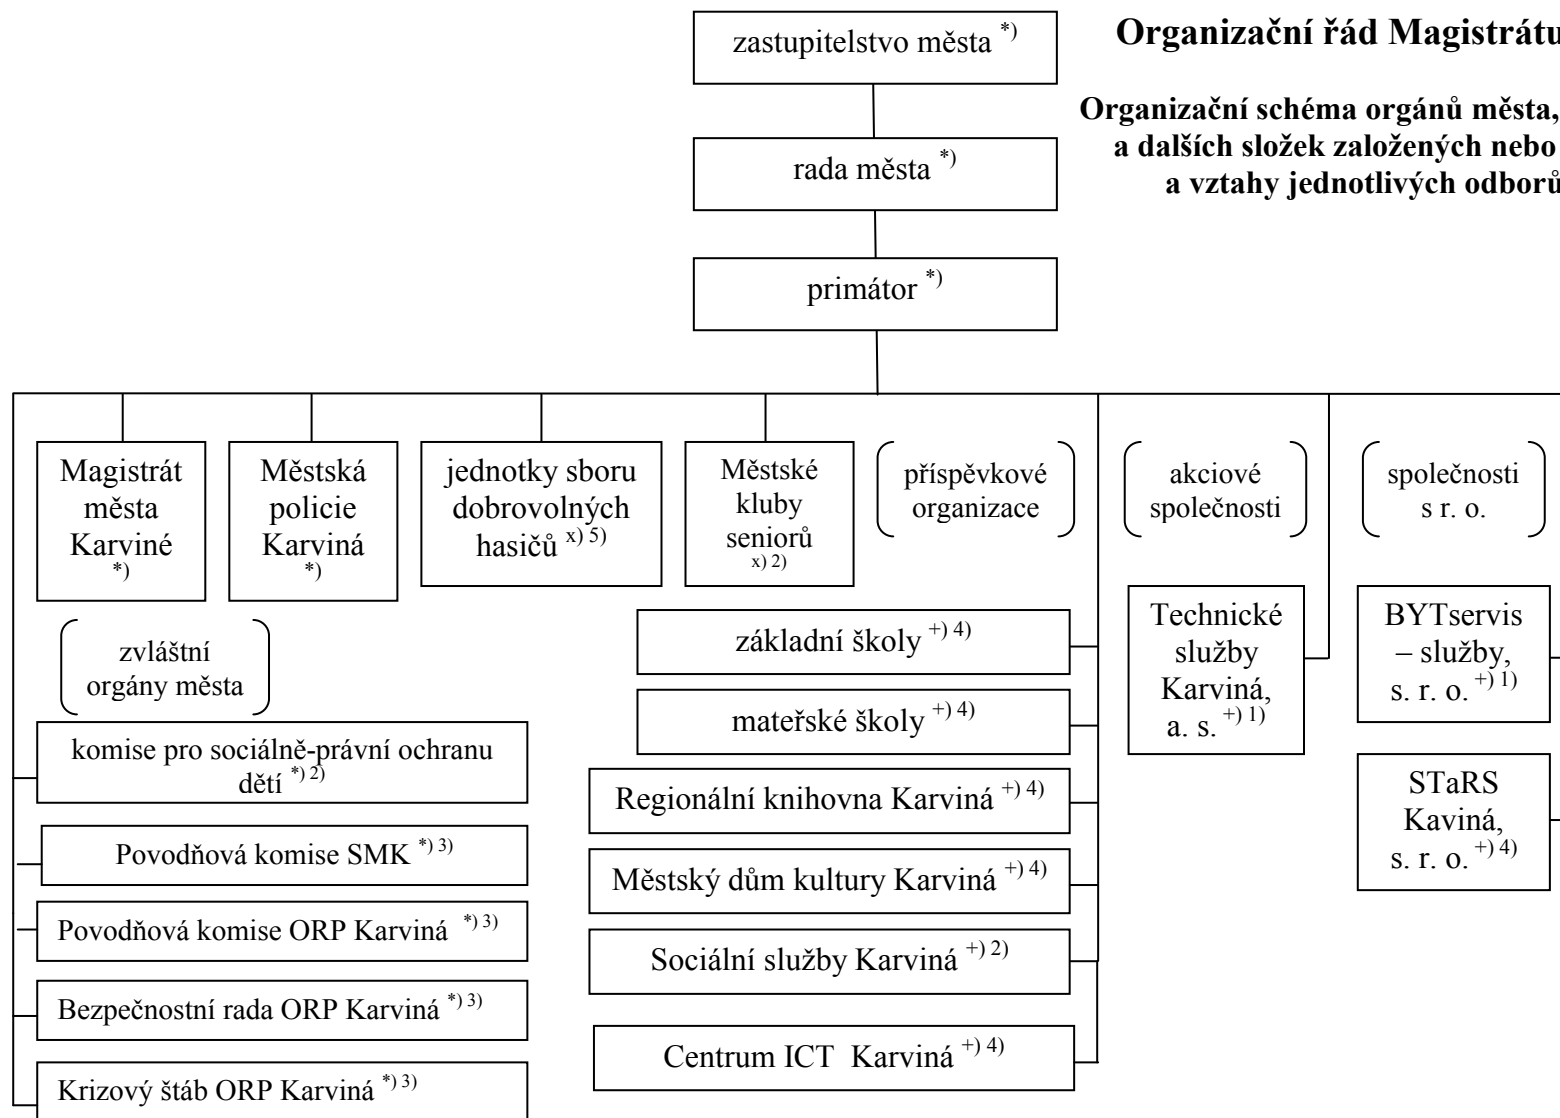 zastupitelstvo města *)
Organizační řád Magistrátu
Organizační schéma orgánů města,
a dalších složek založených nebo
a vztahy jednotlivých odborů
rada města *)
primátor *)
Magistrát
města
Karviné
*)
Městská
policie
Karviná
*)
jednotky sboru
dobrovolných
hasičů x) 5)
Městské
kluby
seniorů
x) 2)
příspěvkové
organizace
akciové
společnosti
společnosti
s r. o.
zvláštní
orgány města
komise pro sociálně-právní ochranu
dětí *) 2)
Povodňová komise SMK *) 3)
Povodňová komise ORP Karviná *) 3)
Bezpečnostní rada ORP Karviná *) 3)
Krizový štáb ORP Karviná *) 3)
základní školy +) 4)
mateřské školy +) 4)
Regionální knihovna Karviná +) 4)
Městský dům kultury Karviná +) 4)
Sociální služby Karviná +) 2)
Centrum ICT Karviná +) 4)
Technické
služby
Karviná,
a. s. +) 1)
BYTservis
– služby,
s. r. o. +) 1)
STaRS
Kaviná,
s. r. o. +) 4)